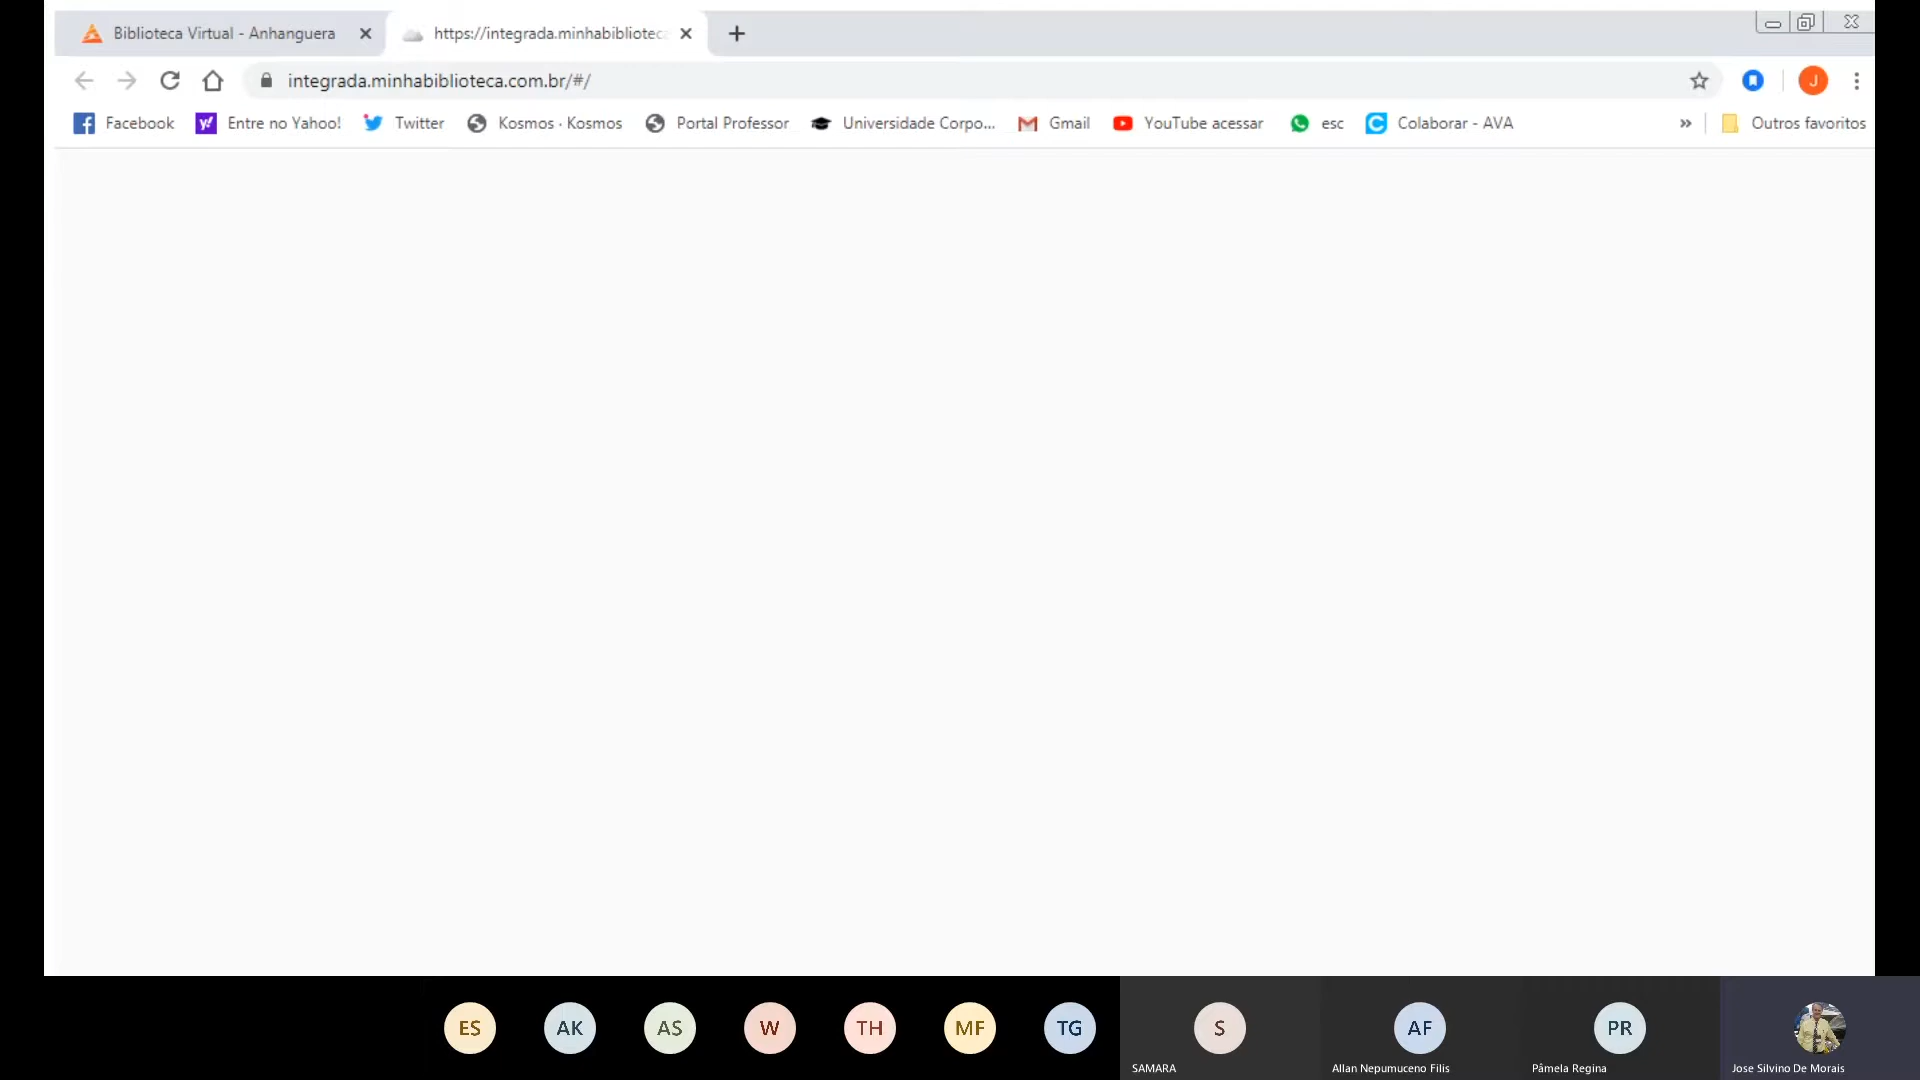 Biblioteca Virtual - Anhanguera
https://integrada.minhabiblioteca
integrada.minhabiblioteca.com.br/#/
J
Facebook
Entre no Yahoo!
Twitter
Kosmos · Kosmos
Portal Professor
Universidade Corpo...
Gmail
YouTube acessar
esc
Colaborar - AVA
»
Outros favoritos
ES
AK
AS
W
TH
MF
TG
S
AF
PR
SAMARA
Allan Nepumuceno Filis
Pâmela Regina
Jose Silvino De Morais